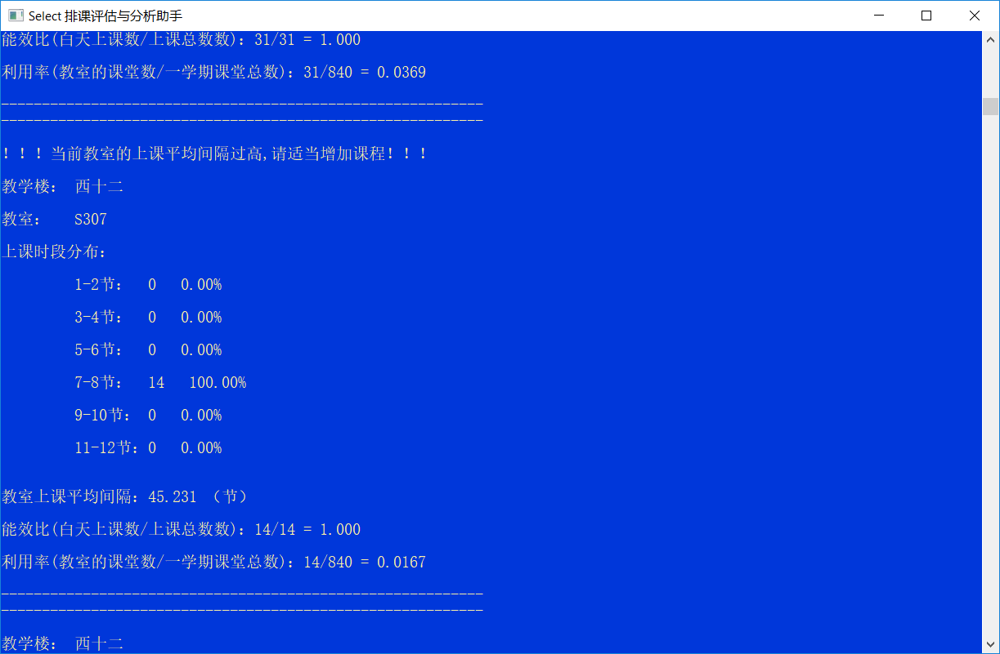 Select 排课评估与分析助手
能效比(白天上课数/上课总数数)：31/31 = 1.000
利用率(教室的课堂数/一学期课堂总数)：31/840 = 0.0369
-----------------------------------------------------------
-----------------------------------------------------------
！！！当前教室的上课平均间隔过高,请适当增加课程！！！
教学楼： 西十二
教室： S307
上课时段分布：
1-2节： 0 0.00%
3-4节： 0 0.00%
5-6节： 0 0.00%
7-8节： 14 100.00%
9-10节： 0 0.00%
11-12节：0 0.00%
教室上课平均间隔：45.231 （节）
能效比(白天上课数/上课总数数)：14/14 = 1.000
利用率(教室的课堂数/一学期课堂总数)：14/840 = 0.0167
-----------------------------------------------------------
-----------------------------------------------------------
教学楼： 西十二